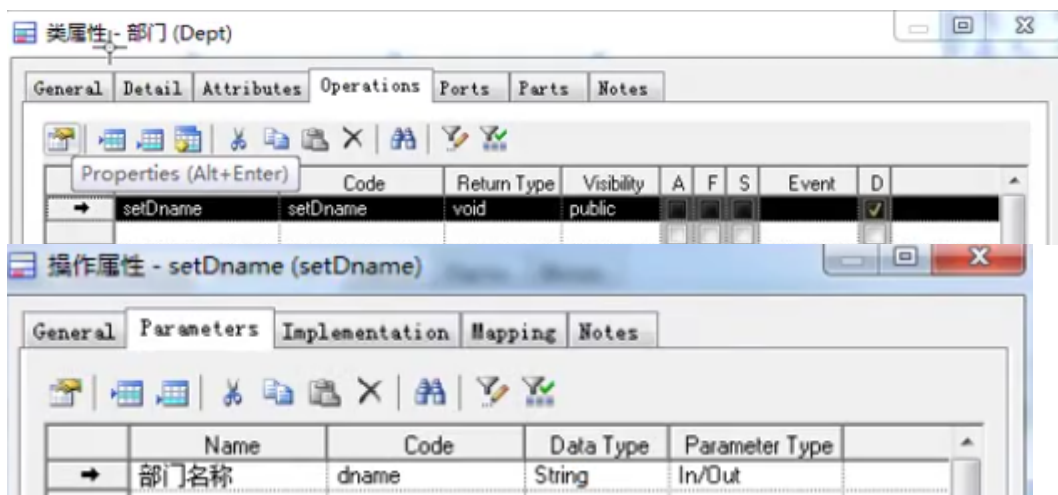 类属性 - 部门 (Dept)
General Detail Attributes Operations Ports Parts Notes
Properties (Alt+Enter)
Code Return Type Visibility A F S Event D
setDname setDname void public
操作属性 - setDname (setDname)
General Parameters Implementation Mapping Notes
Name Code Data Type Parameter Type
部门名称 dname String In/Out